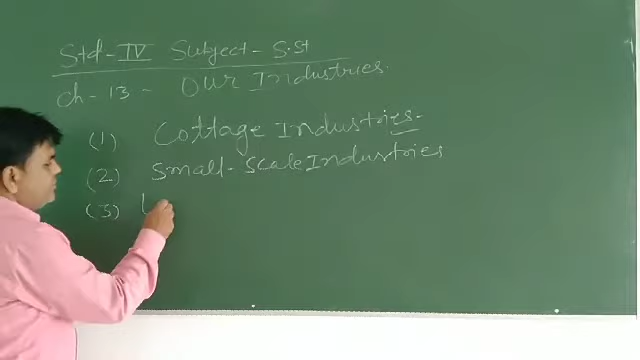 Std-IV Subject- S.St
Ch - 13 - Our Industries.
(1) Cottage Industries-
(2) Small-Scale Industries
(3) L